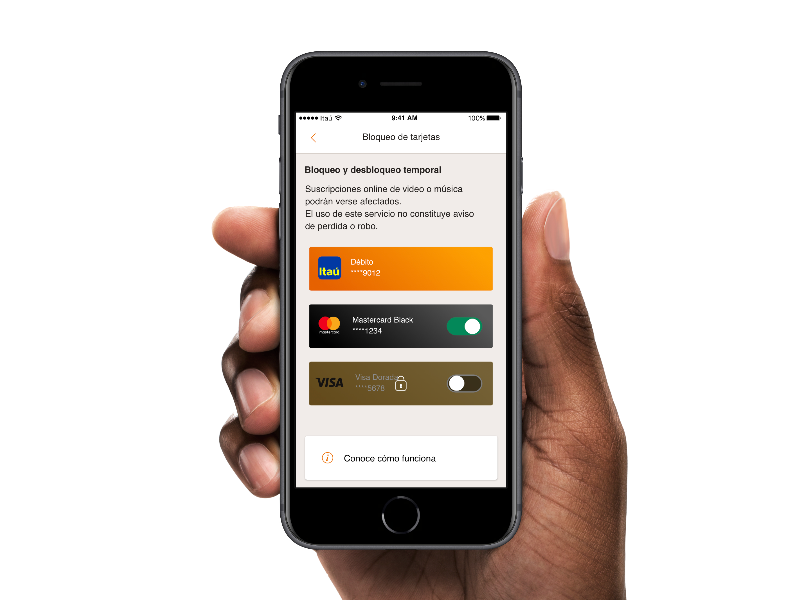 ●●●●● Itaú 9:41 AM 100%
Bloqueo de tarjetas
Bloqueo y desbloqueo temporal
Suscripciones online de video o música
podrán verse afectados.
El uso de este servicio no constituye aviso
de perdida o robo.
Itaú
Débito
****9012
mastercard
Mastercard Black
****1234
VISA
Visa Dorada
****5678
i
Conoce cómo funciona